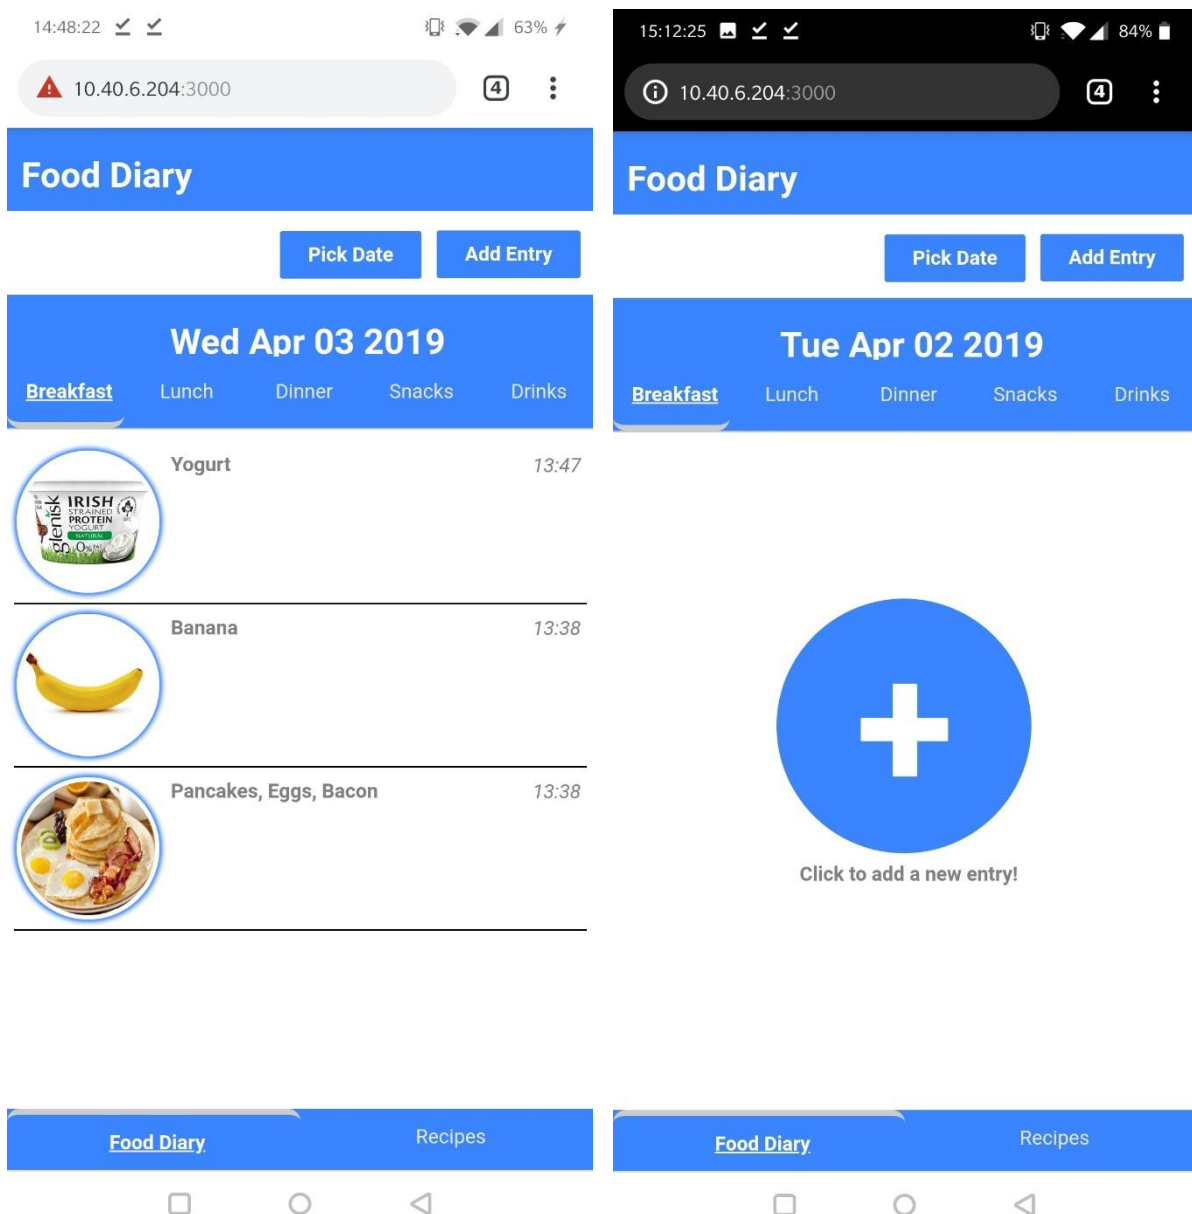 14:48:22 63%
10.40.6.204:3000 4
Food Diary
Pick Date Add Entry
Wed Apr 03 2019
Breakfast Lunch Dinner Snacks Drinks
Yogurt 13:47
glenisk
IRISH
STRAINED
PROTEIN
YOGURT
NATURAL
0%
Banana 13:38
Pancakes, Eggs, Bacon 13:38
Food Diary Recipes
15:12:25 84%
10.40.6.204:3000 4
Food Diary
Pick Date Add Entry
Tue Apr 02 2019
Breakfast Lunch Dinner Snacks Drinks
Click to add a new entry!
Food Diary Recipes